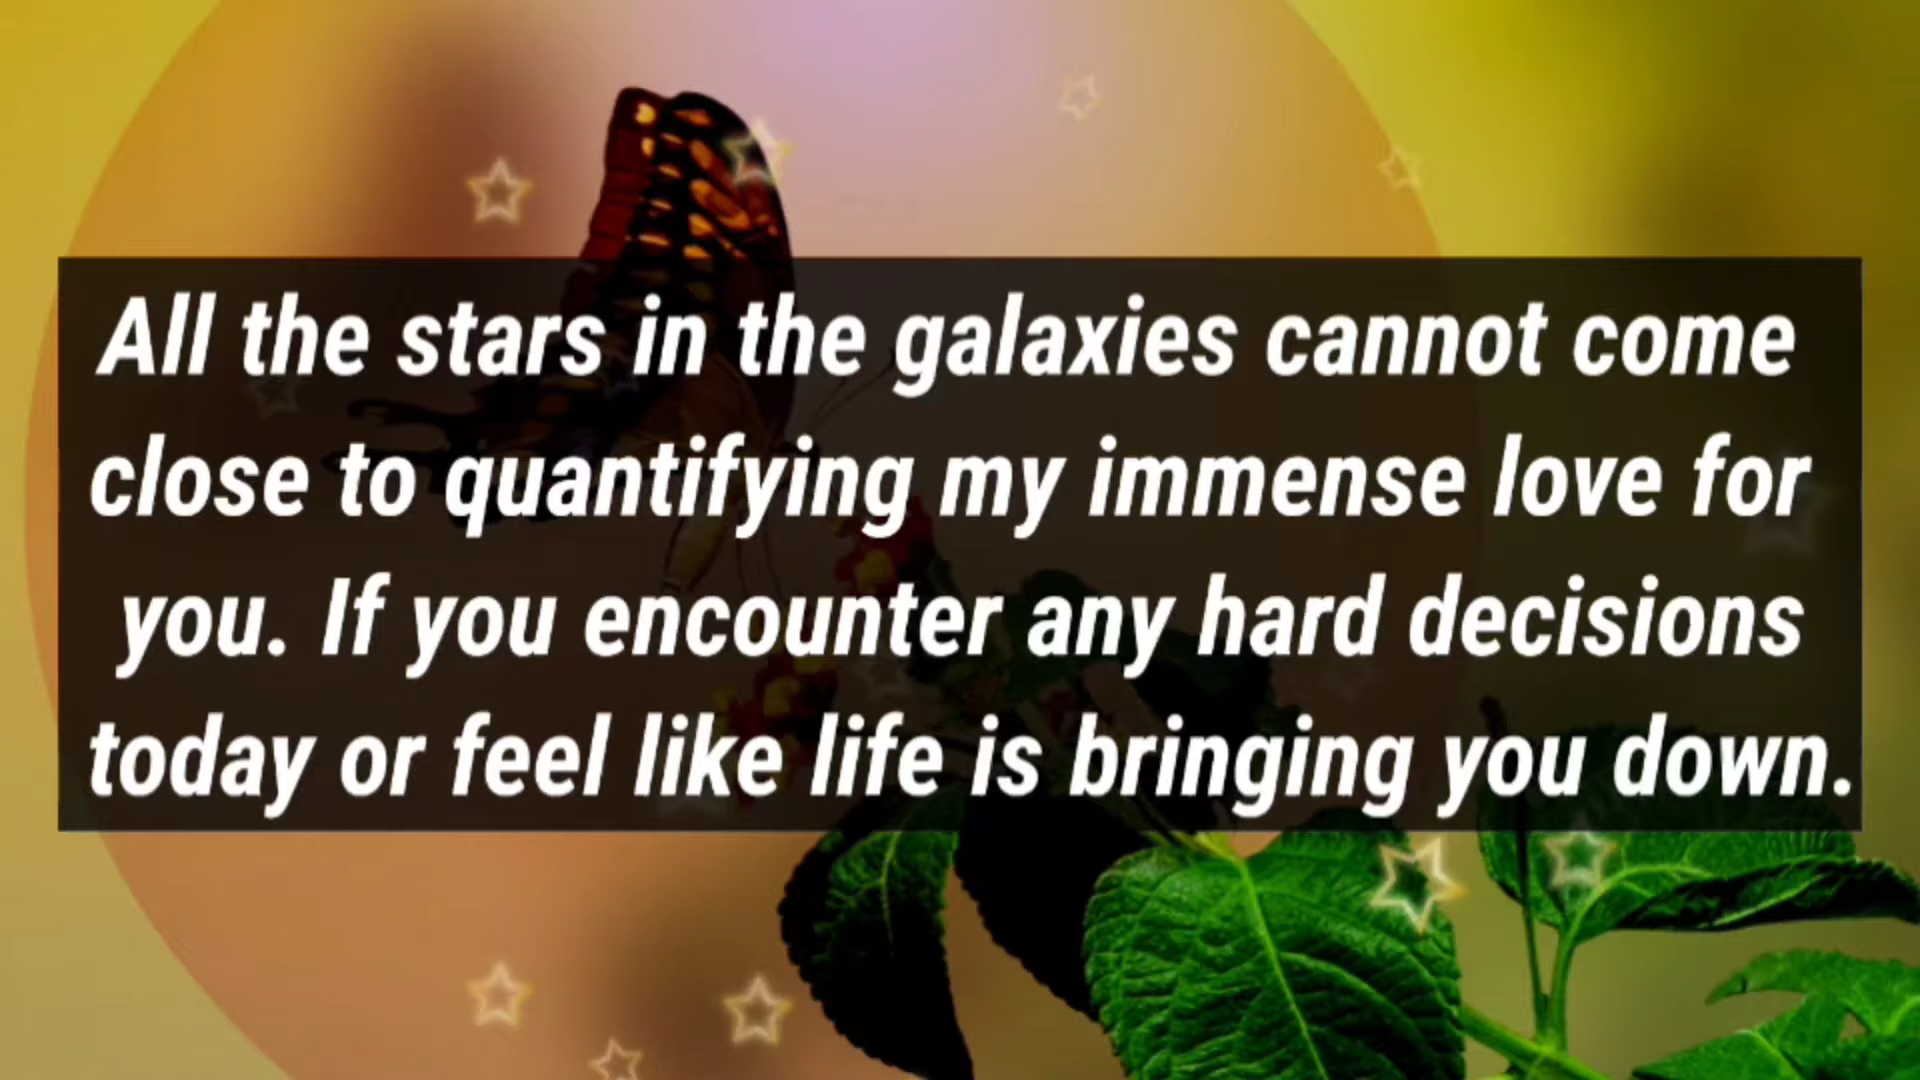 All the stars in the galaxies cannot come
close to quantifying my immense love for
you. If you encounter any hard decisions
today or feel like life is bringing you down.